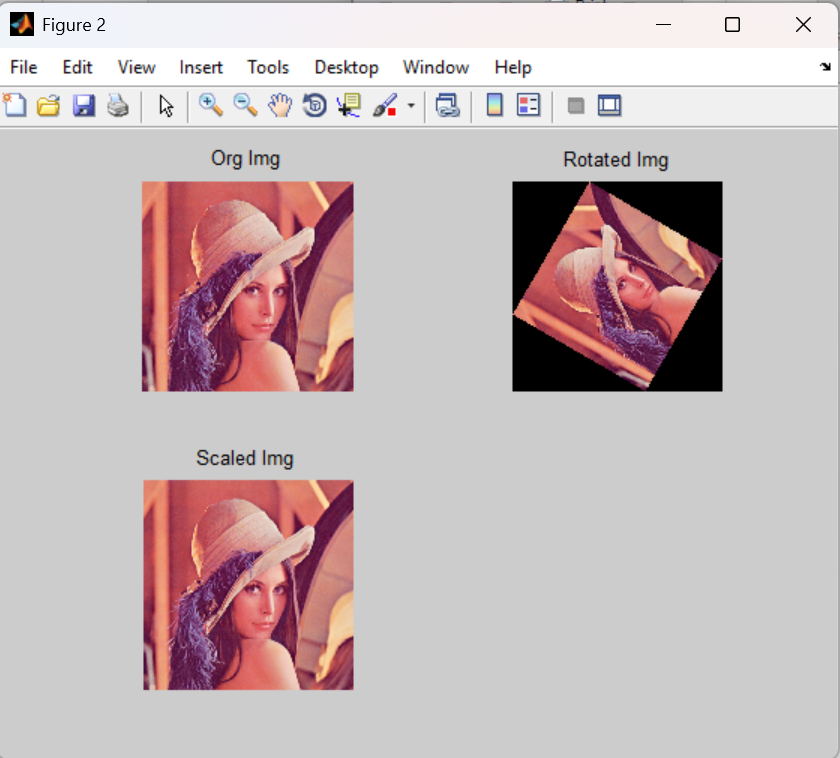 Figure 2
File Edit View Insert Tools Desktop Window Help
Org Img
Rotated Img
Scaled Img